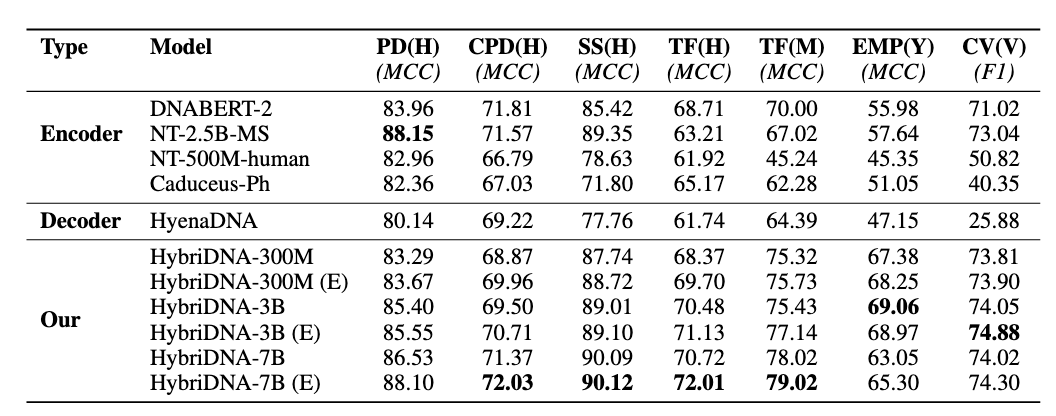 Type Model PD(H) CPD(H) SS(H) TF(H) TF(M) EMP(Y) CV(V)
(MCC) (MCC) (MCC) (MCC) (MCC) (MCC) (F1)
DNABERT-2 83.96 71.81 85.42 68.71 70.00 55.98 71.02
Encoder NT-2.5B-MS 88.15 71.57 89.35 63.21 67.02 57.64 73.04
NT-500M-human 82.96 66.79 78.63 61.92 45.24 45.35 50.82
Caduceus-Ph 82.36 67.03 71.80 65.17 62.28 51.05 40.35
Decoder HyenaDNA 80.14 69.22 77.76 61.74 64.39 47.15 25.88
HybriDNA-300M 83.29 68.87 87.74 68.37 75.32 67.38 73.81
HybriDNA-300M (E) 83.67 69.96 88.72 69.70 75.73 68.25 73.90
HybriDNA-3B 85.40 69.50 89.01 70.48 75.43 69.06 74.05
Our HybriDNA-3B (E) 85.55 70.71 89.10 71.13 77.14 68.97 74.88
HybriDNA-7B 86.53 71.37 90.09 70.72 78.02 63.05 74.02
HybriDNA-7B (E) 88.10 72.03 90.12 72.01 79.02 65.30 74.30